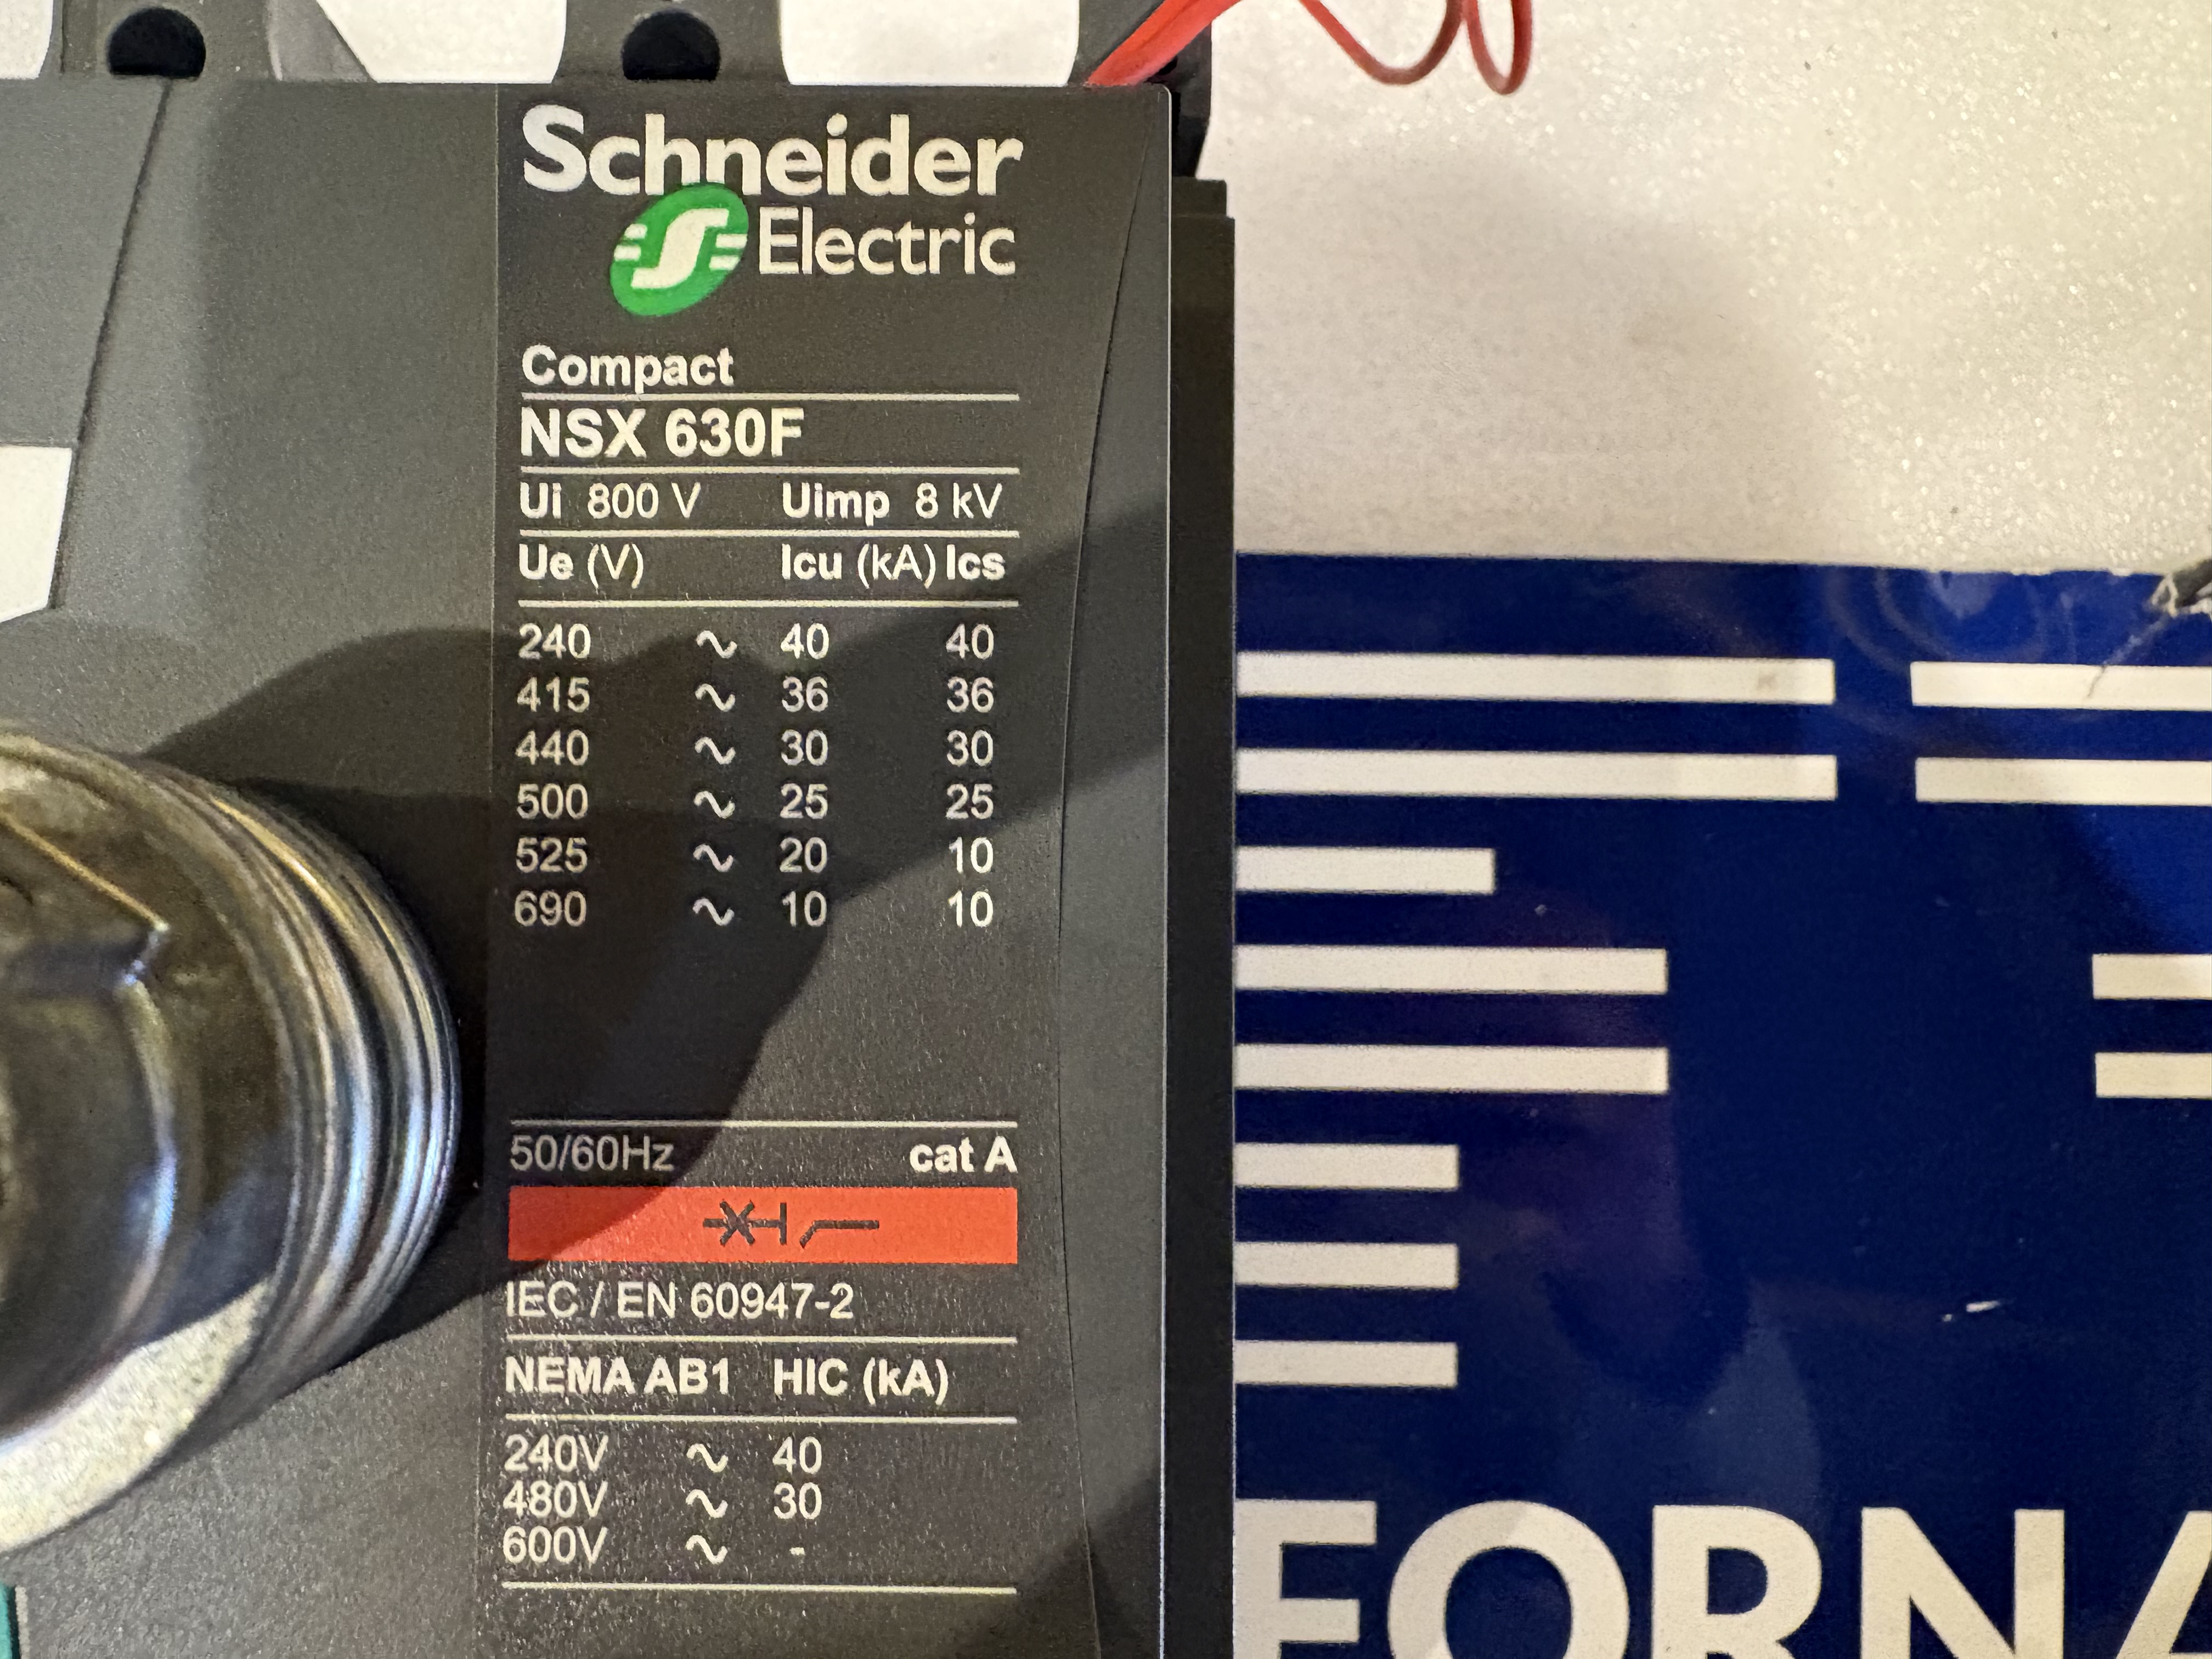 Schneider
Electric
Compact
NSX 630F
Ui 800 V Uimp 8 kV
Ue (V) Icu (kA) Ics
240 ~ 40 40
415 ~ 36 36
440 ~ 30 30
500 ~ 25 25
525 ~ 20 10
690 ~ 10 10
50/60Hz cat A
IEC / EN 60947-2
NEMA AB1 HIC (kA)
240V ~ 40
480V ~ 30
600V ~ -
FORNA